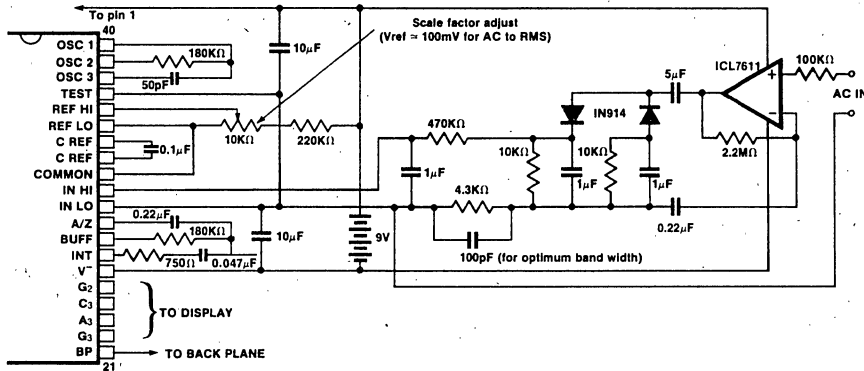 To pin 1
40
OSC 1
OSC 2
OSC 3
TEST
REF HI
REF LO
C REF
C REF
COMMON
IN HI
IN LO
A/Z
BUFF
INT
V⁻
G2
C3
A3
G3
BP
21
180KΩ
50pF
10μF
Scale factor adjust
(Vref ≈ 100mV for AC to RMS)
10KΩ
220KΩ
0.1μF
0.22μF
180KΩ
750Ω
0.047μF
10μF
9V
TO DISPLAY
TO BACK PLANE
470KΩ
1μF
4.3KΩ
100pF (for optimum band width)
10KΩ
1μF
10KΩ
1μF
IN914
5μF
ICL7611
+
−
100KΩ
AC IN
2.2MΩ
0.22μF